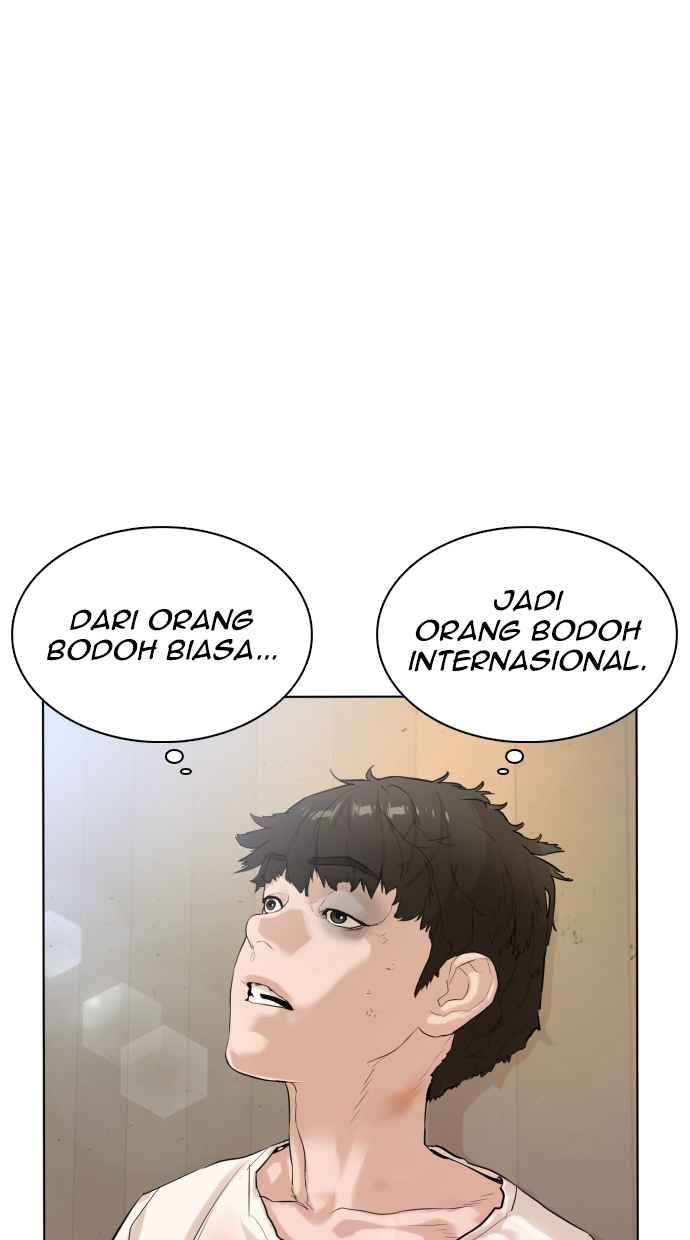 DARI ORANG
BODOH BIASA...
JADI
ORANG BODOH
INTERNASIONAL.